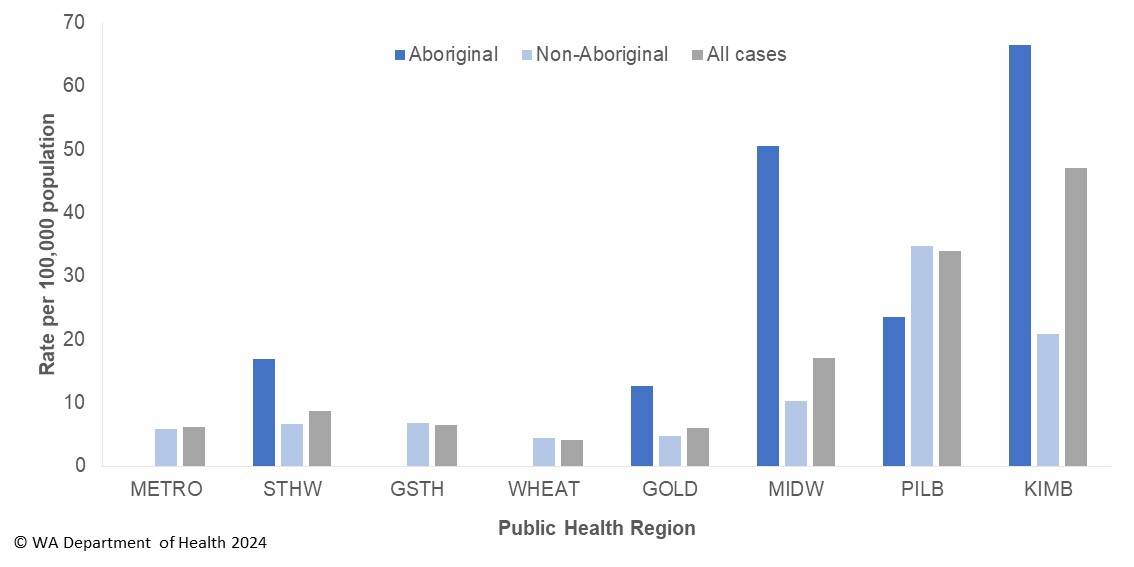 70
60
50
40
30
20
10
0
Rate per 100,000 population
Aboriginal Non-Aboriginal All cases
METRO STHW GSTH WHEAT GOLD MIDW PILB KIMB
Public Health Region
© WA Department of Health 2024